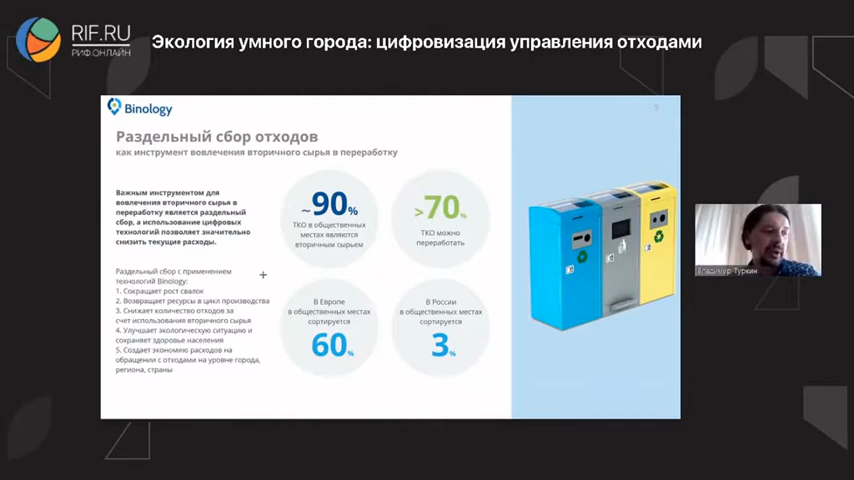 RIF.RU
РИФ.ОНЛАЙН
Экология умного города: цифровизация управления отходами
Binology
5
Раздельный сбор отходов
как инструмент вовлечения вторичного сырья в переработку
Важным инструментом для
вовлечения вторичного сырья в
переработку является раздельный
сбор, а использование цифровых
технологий позволяет значительно
снизить текущие расходы.
Раздельный сбор с применением
технологий Binology:
1. Сокращает рост свалок
2. Возвращает ресурсы в цикл производства
3. Снижает количество отходов за
счет использования вторичного сырья
4. Улучшает экологическую ситуацию и
сохраняет здоровье населения
5. Создает экономию расходов на
обращении с отходами на уровне города,
региона, страны
~90%
ТКО в общественных
местах являются
вторичным сырьем
>70%
ТКО можно
переработать
В Европе
в общественных местах
сортируется
60%
В России
в общественных местах
сортируется
3%
Владимир Туркин